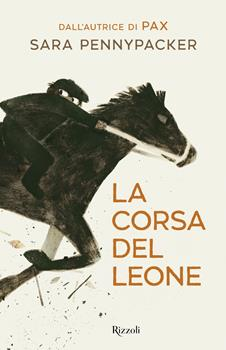 DALL'AUTRICE DI PAX
SARA PENNYPACKER
LA
CORSA
DEL
LEONE
Rizzoli